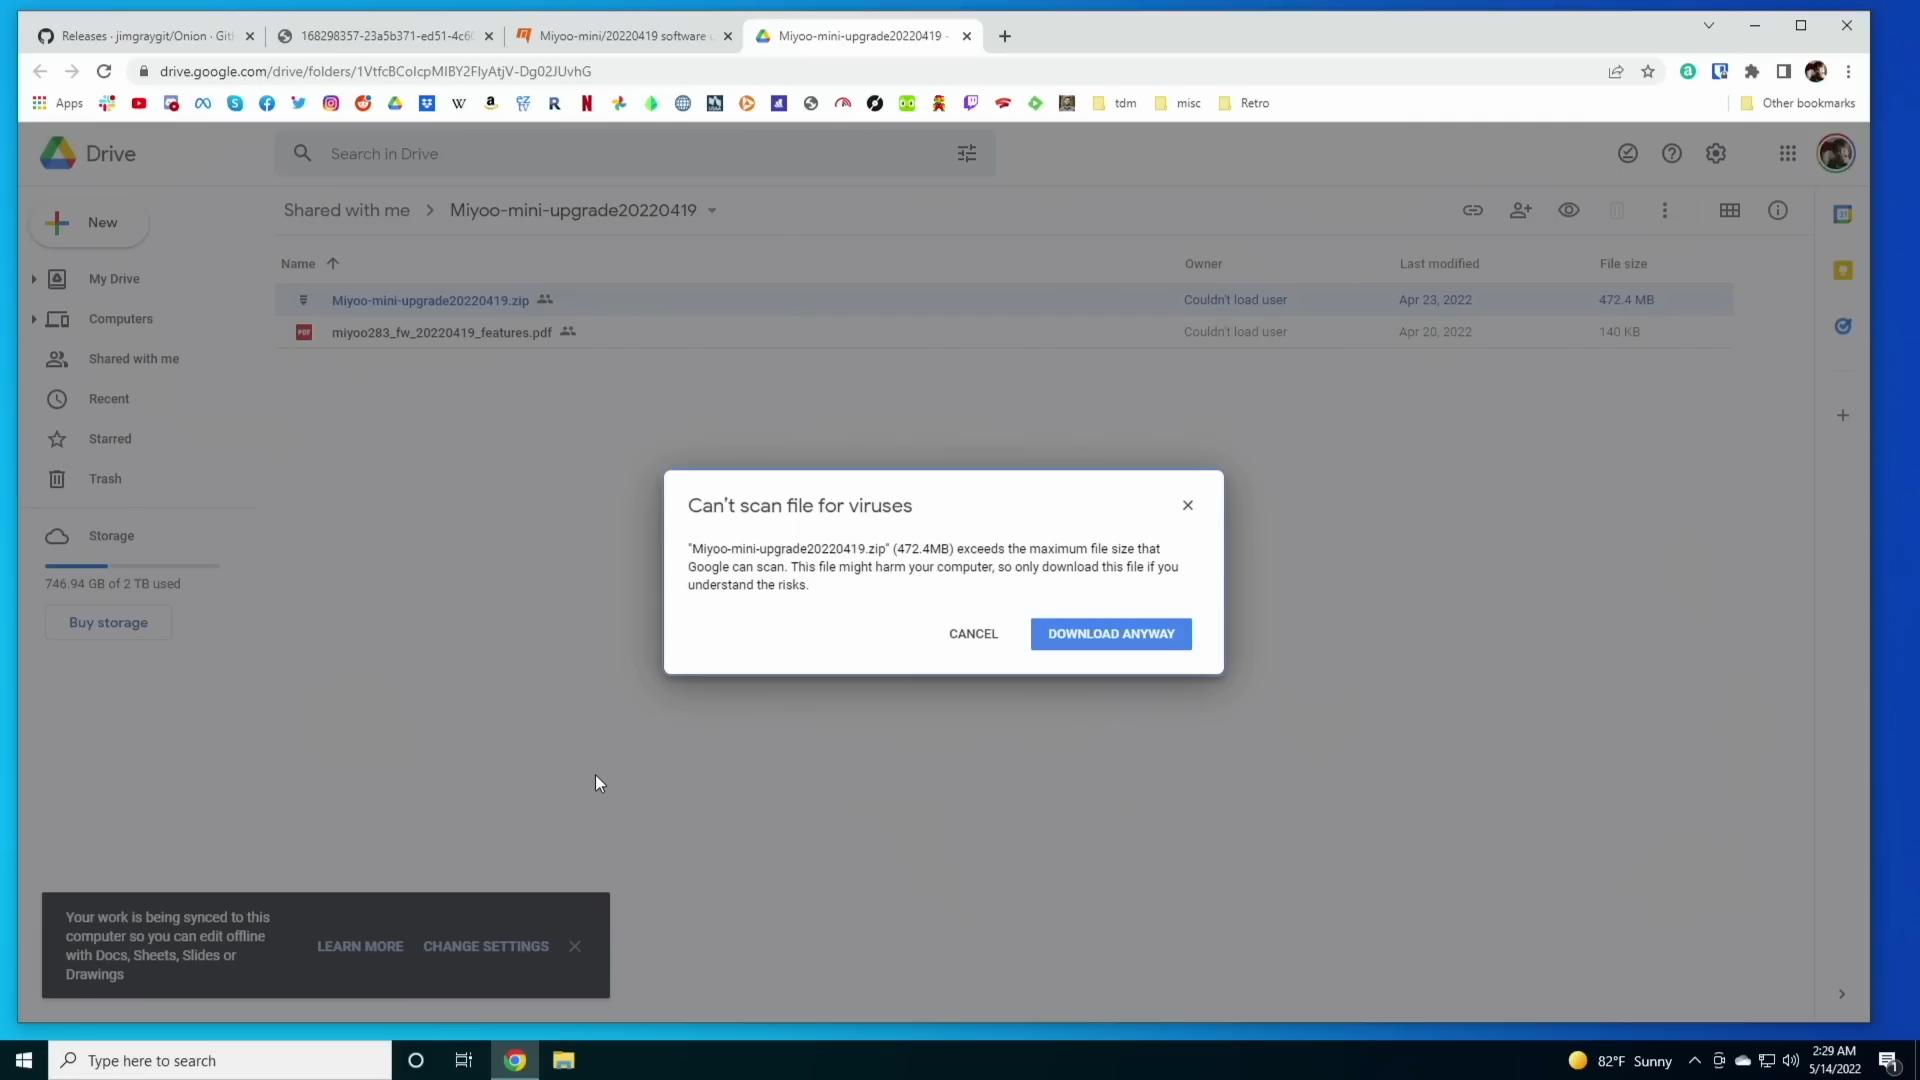 Releases · jimgraygit/Onion · Git
168298357-23a5b371-ed51-4c60
Miyoo-mini/20220419 software u
Miyoo-mini-upgrade20220419 -
drive.google.com/drive/folders/1VtfcBColcpMIBY2FIyAtjV-Dg02JUvhG
Apps
tdm
misc
Retro
Other bookmarks
Drive
Search in Drive
New
Shared with me > Miyoo-mini-upgrade20220419
Name
Owner
Last modified
File size
Miyoo-mini-upgrade20220419.zip
Couldn't load user
Apr 23, 2022
472.4 MB
PDF
miyoo283_fw_20220419_features.pdf
Couldn't load user
Apr 20, 2022
140 KB
My Drive
Computers
Shared with me
Recent
Starred
Trash
Storage
746.94 GB of 2 TB used
Buy storage
Can't scan file for viruses
"Miyoo-mini-upgrade20220419.zip" (472.4MB) exceeds the maximum file size that
Google can scan. This file might harm your computer, so only download this file if you
understand the risks.
CANCEL
DOWNLOAD ANYWAY
Your work is being synced to this
computer so you can edit offline
with Docs, Sheets, Slides or
Drawings
LEARN MORE
CHANGE SETTINGS
Type here to search
82°F Sunny
2:29 AM
5/14/2022
1